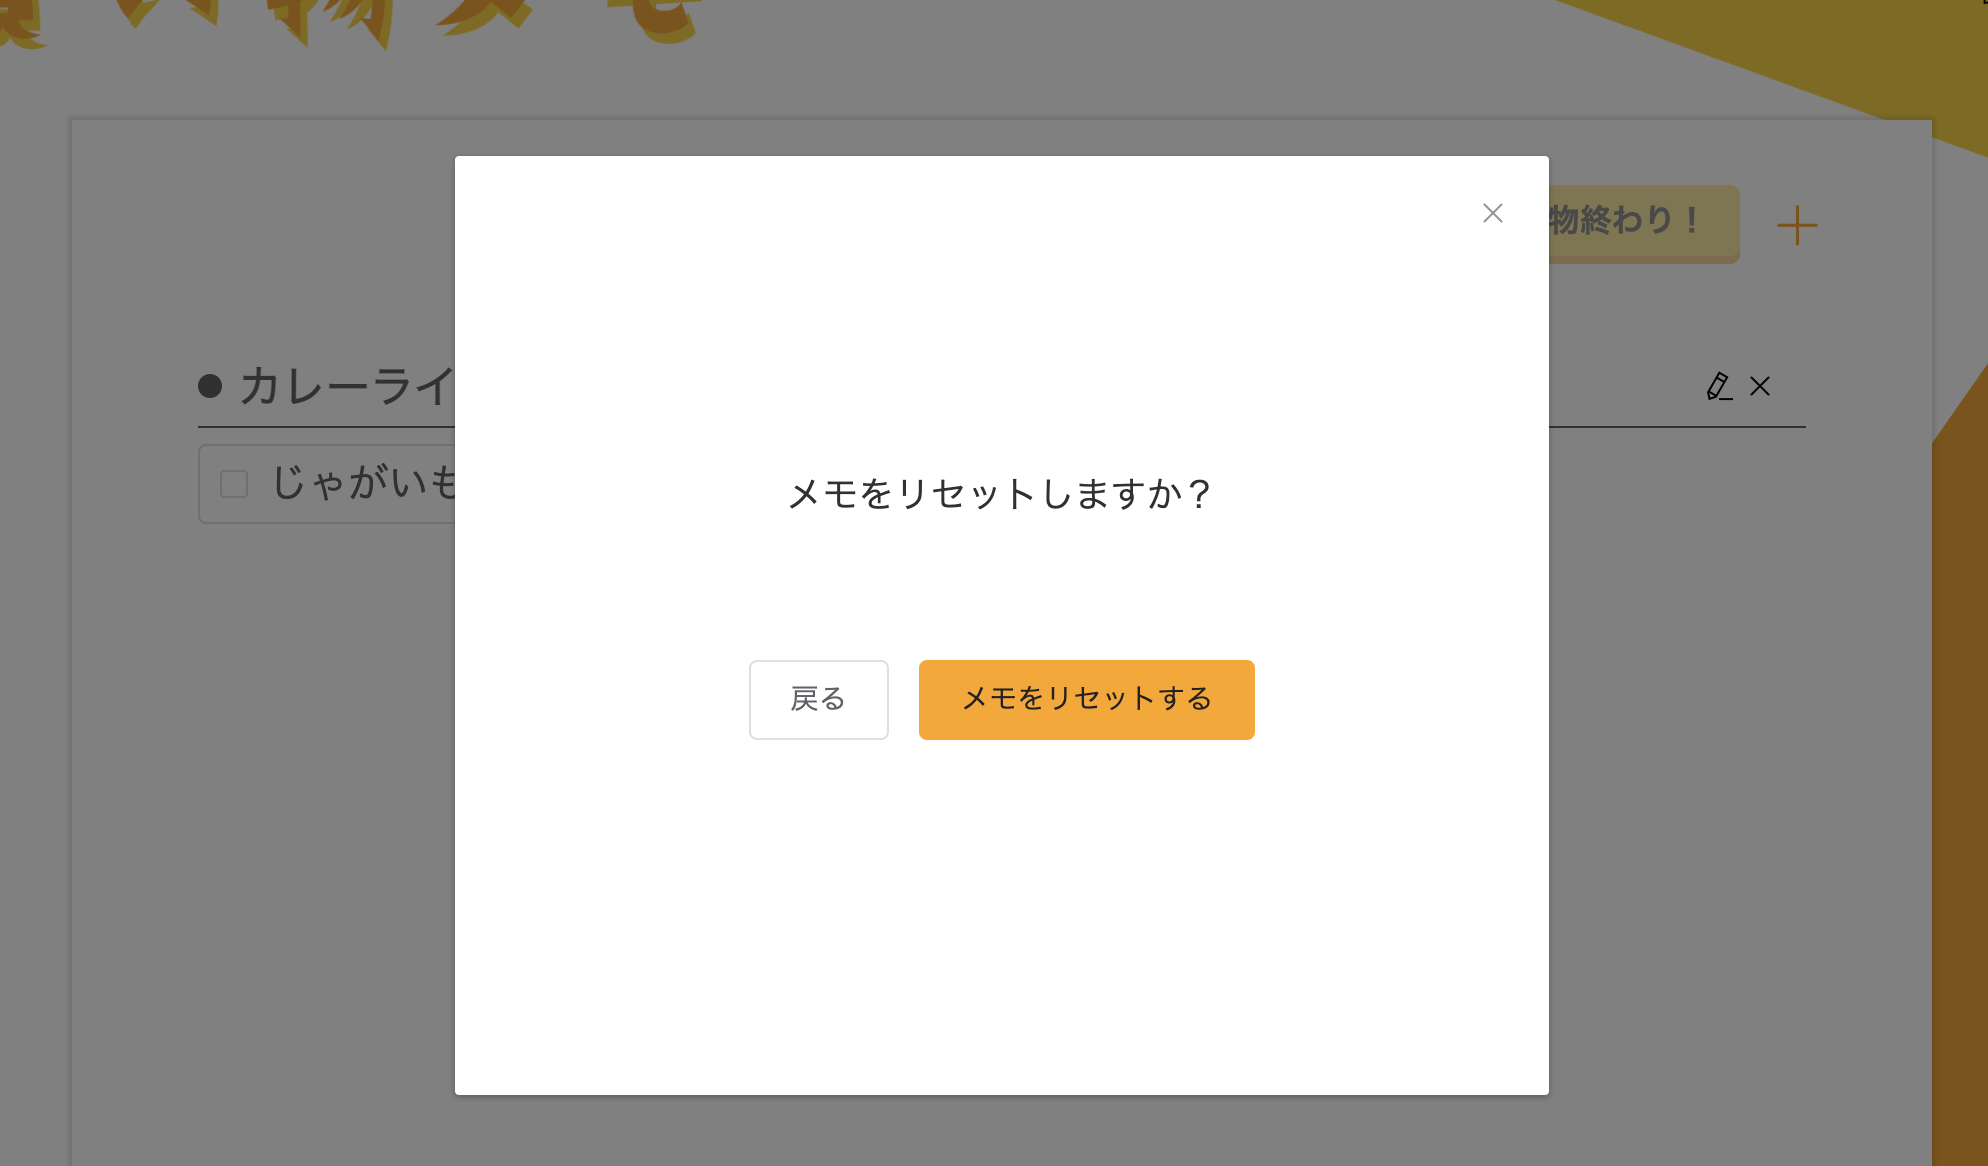 物終わり！
カレーライ
じゃがいも
メモをリセットしますか？
戻る
メモをリセットする